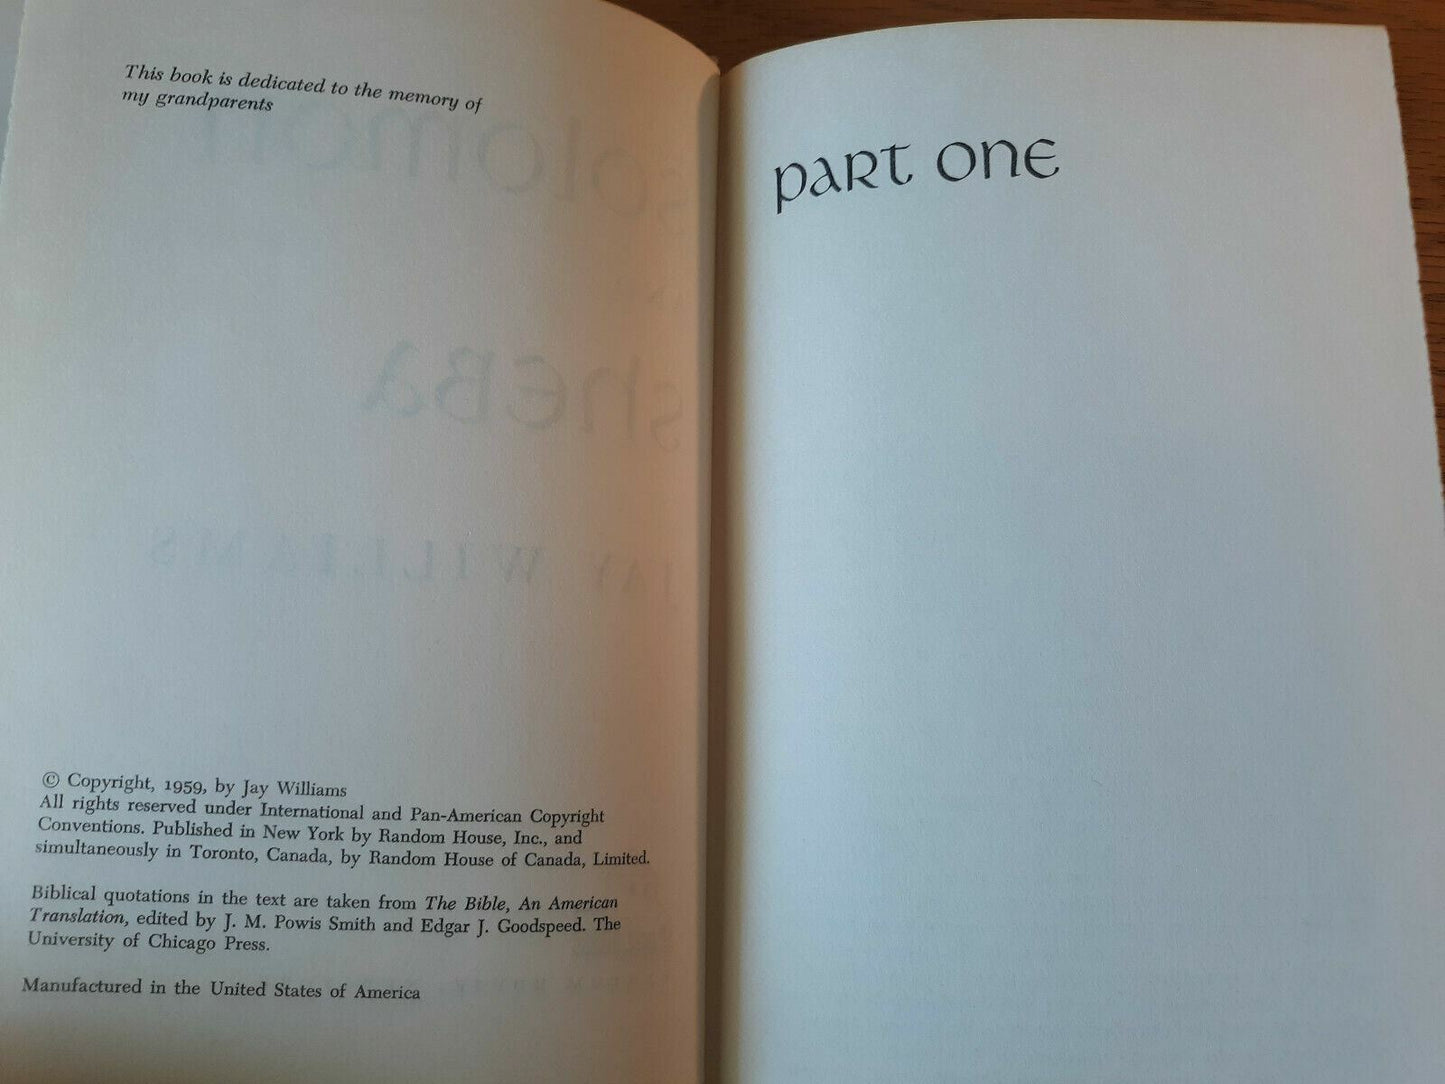 This book is dedicated to the memory of
my grandparents
solomon
sheba
JAY WILLIAMS
© Copyright, 1959, by Jay Williams
All rights reserved under International and Pan-American Copyright
Conventions. Published in New York by Random House, Inc., and
simultaneously in Toronto, Canada, by Random House of Canada, Limited.
Biblical quotations in the text are taken from The Bible, An American
Translation, edited by J. M. Powis Smith and Edgar J. Goodspeed. The
University of Chicago Press.
Manufactured in the United States of America
PART ONE